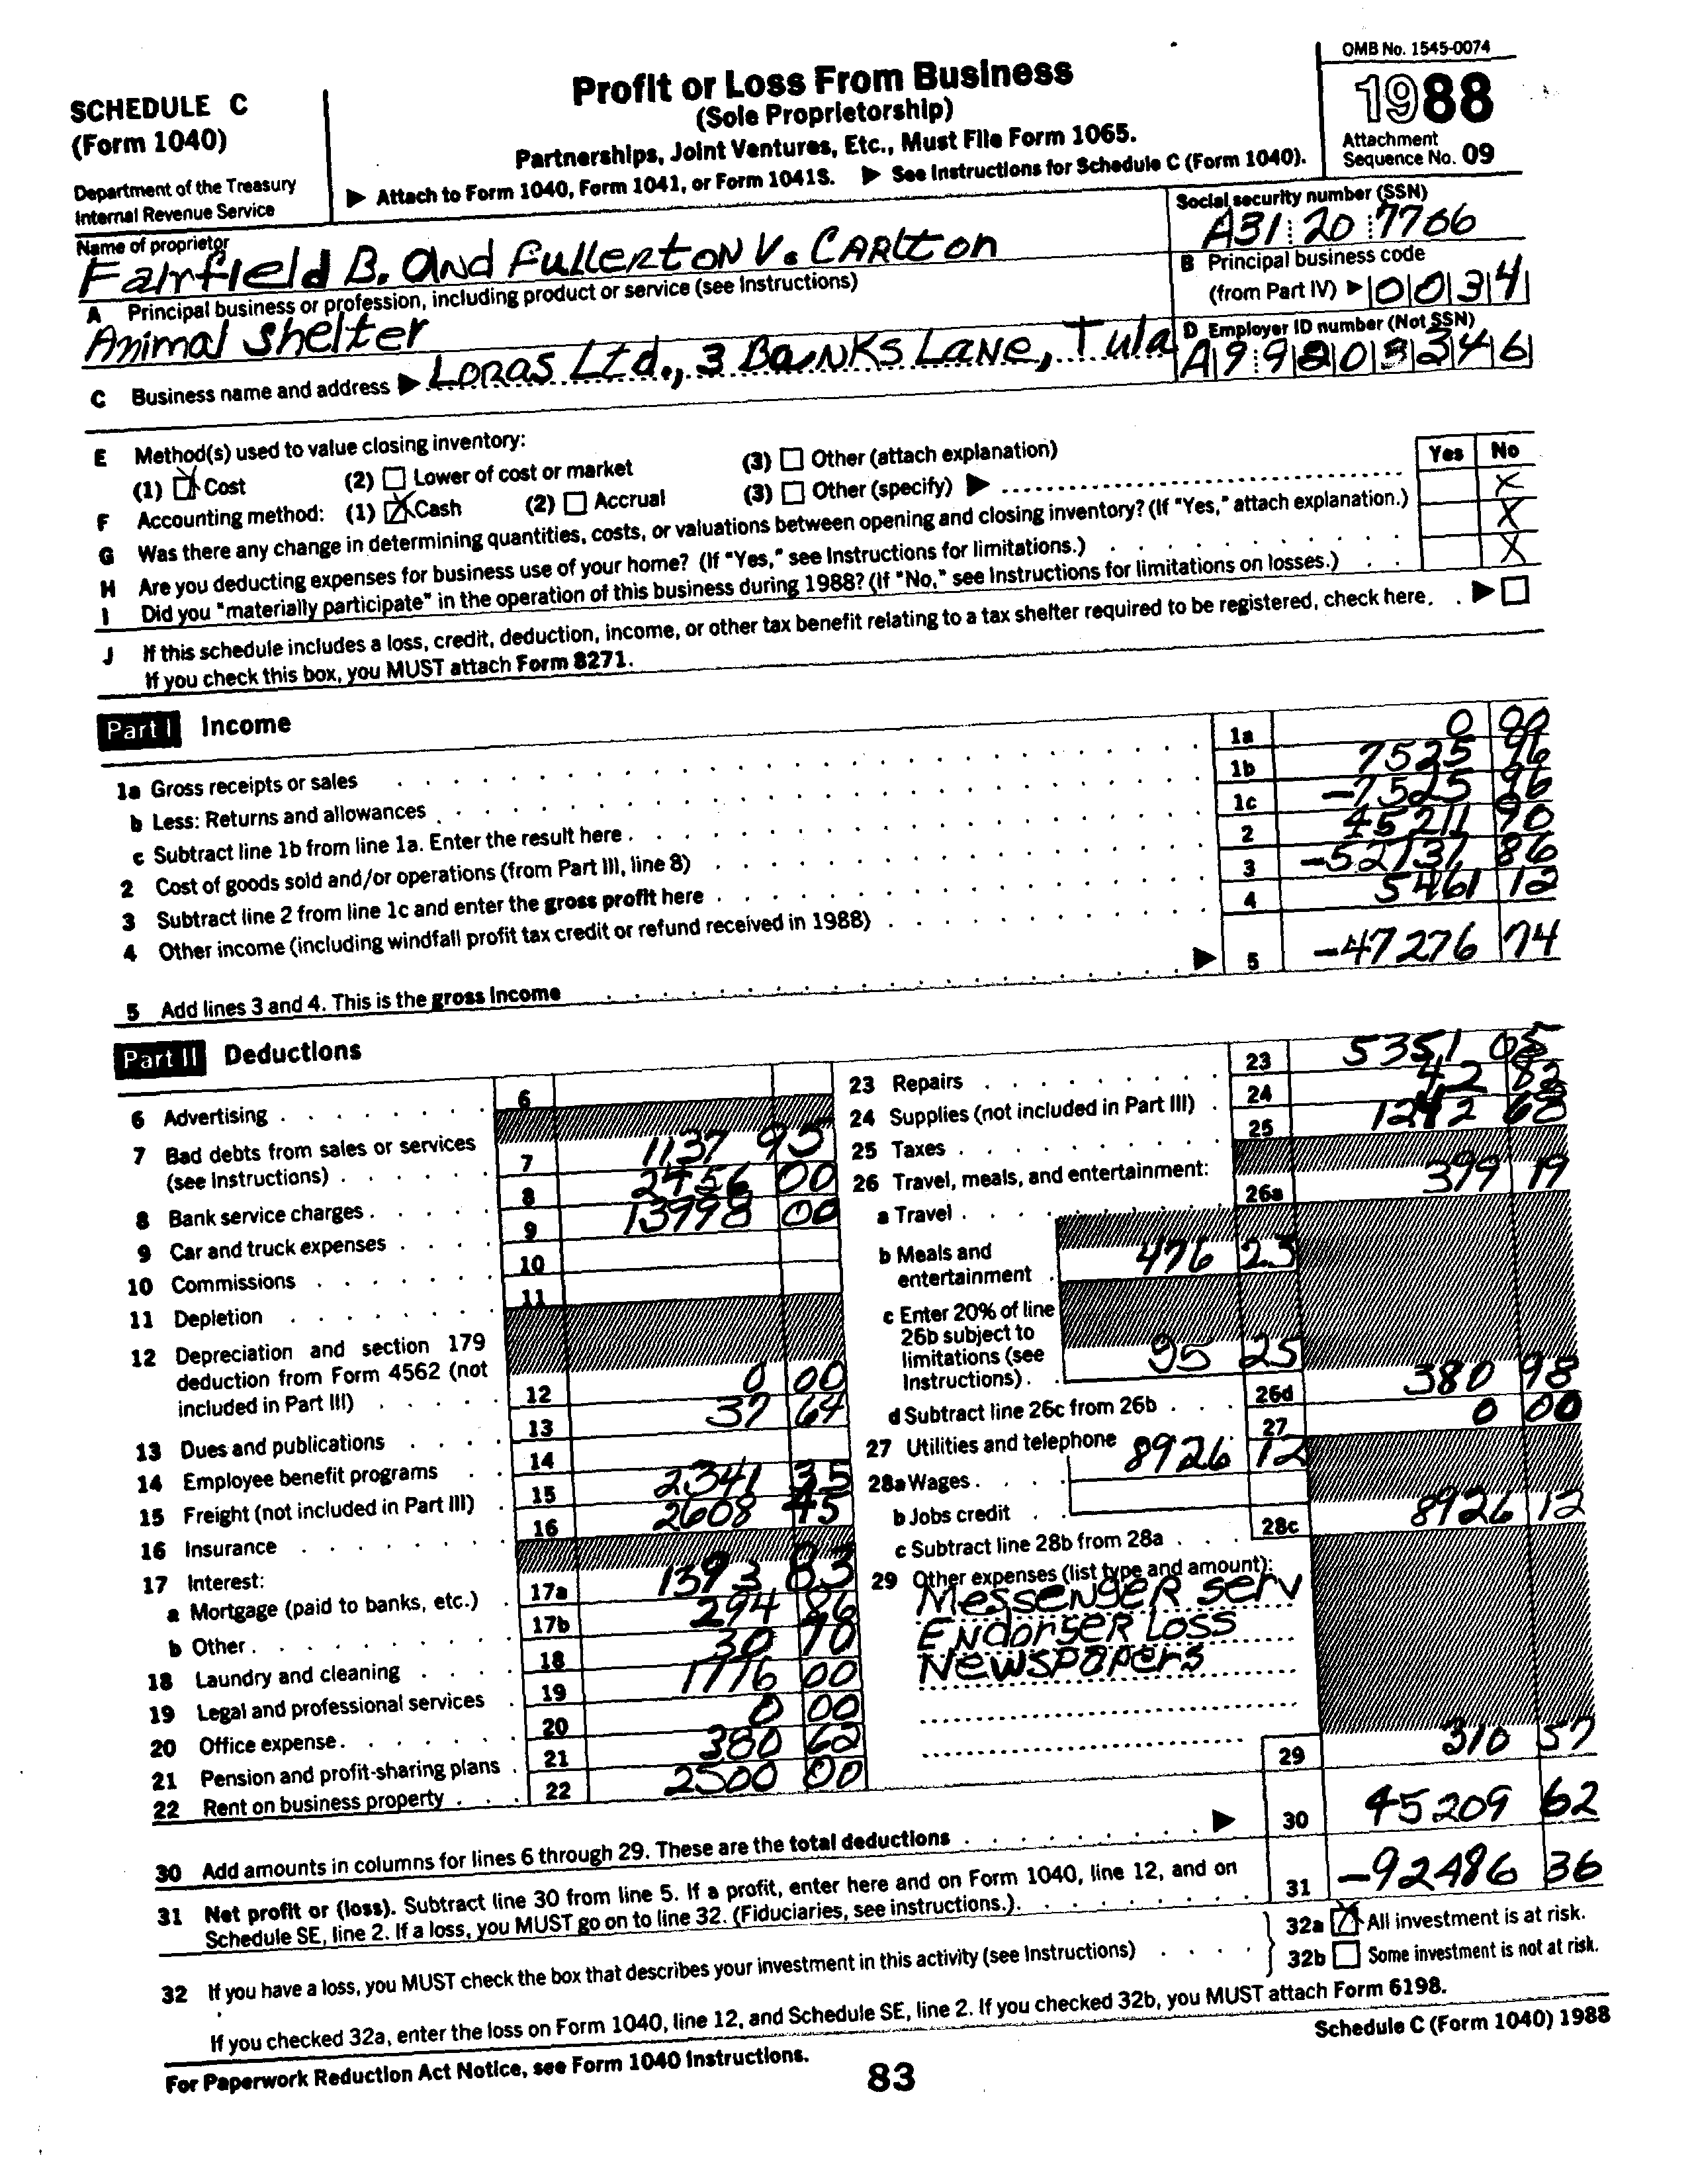 OMB No. 1545-0074
SCHEDULE C
(Form 1040)
Department of the Treasury
Internal Revenue Service
Profit or Loss From Business
(Sole Proprietorship)
Partnerships, Joint Ventures, Etc., Must File Form 1065.
▶ Attach to Form 1040, Form 1041, or Form 1041S. ▶ See Instructions for Schedule C (Form 1040).
1988
Attachment
Sequence No. 09
Name of proprietor
Fairfield B. and Fullerton V. Carlton
Social security number (SSN)
A31 20 7766
A Principal business or profession, including product or service (see Instructions)
Animal Shelter
B Principal business code
(from Part IV) ▶ 0034
C Business name and address ▶ Loras Ltd., 3 Banks Lane, Tula
D Employer ID number (Not SSN)
A99203346
E Method(s) used to value closing inventory:
(1) Cost (2) Lower of cost or market (3) Other (attach explanation)
F Accounting method: (1) Cash (2) Accrual (3) Other (specify) ▶
Yes No
G Was there any change in determining quantities, costs, or valuations between opening and closing inventory? (If "Yes," attach explanation.) X
H Are you deducting expenses for business use of your home? (If "Yes," see Instructions for limitations.) X
I Did you "materially participate" in the operation of this business during 1988? (If "No," see Instructions for limitations on losses.) X
J If this schedule includes a loss, credit, deduction, income, or other tax benefit relating to a tax shelter required to be registered, check here. ▶
If you check this box, you MUST attach Form 8271.
Part I Income
1a Gross receipts or sales 1a 0
b Less: Returns and allowances 1b 7525 96
c Subtract line 1b from line 1a. Enter the result here 1c -7525 96
2 Cost of goods sold and/or operations (from Part III, line 8) 2 45211 90
3 Subtract line 2 from line 1c and enter the gross profit here 3 -52737 86
4 Other income (including windfall profit tax credit or refund received in 1988) 4 5461 12
5 Add lines 3 and 4. This is the gross income ▶ 5 -47276 74
Part II Deductions
6 Advertising 6
7 Bad debts from sales or services
(see Instructions) 7 1137 95
8 Bank service charges 8 2456 00
9 Car and truck expenses 9 13998 00
10 Commissions 10
11 Depletion 11
12 Depreciation and section 179
deduction from Form 4562 (not
included in Part III) 12 0 00
13 Dues and publications 13 37 64
14 Employee benefit programs 14
15 Freight (not included in Part III) 15 2341 35
16 Insurance 16 2608 45
17 Interest:
a Mortgage (paid to banks, etc.) 17a 1393 83
b Other 17b 294 86
18 Laundry and cleaning 18 30 70
19 Legal and professional services 19 1776 00
20 Office expense 20 0 00
21 Pension and profit-sharing plans 21 380 62
22 Rent on business property 22 2500 00
23 Repairs 23 5351 05
24 Supplies (not included in Part III) 24 42 82
25 Taxes 25 1242 68
26 Travel, meals, and entertainment:
a Travel 26a 399 19
b Meals and
entertainment 476 23
c Enter 20% of line
26b subject to
limitations (see
Instructions) 95 25
d Subtract line 26c from 26b 26d 380 98
27 Utilities and telephone 27 0 00
28a Wages 8926 12
b Jobs credit
c Subtract line 28b from 28a 28c 8926 12
29 Other expenses (list type and amount):
Messenger serv
Endorser Loss
Newspapers
29 310 57
30 Add amounts in columns for lines 6 through 29. These are the total deductions ▶ 30 45209 62
31 Net profit or (loss). Subtract line 30 from line 5. If a profit, enter here and on Form 1040, line 12, and on
Schedule SE, line 2. If a loss, you MUST go on to line 32. (Fiduciaries, see instructions.) 31 -92486 36
32 If you have a loss, you MUST check the box that describes your investment in this activity (see Instructions)
32a All investment is at risk.
32b Some investment is not at risk.
If you checked 32a, enter the loss on Form 1040, line 12, and Schedule SE, line 2. If you checked 32b, you MUST attach Form 6198.
For Paperwork Reduction Act Notice, see Form 1040 Instructions.
83
Schedule C (Form 1040) 1988